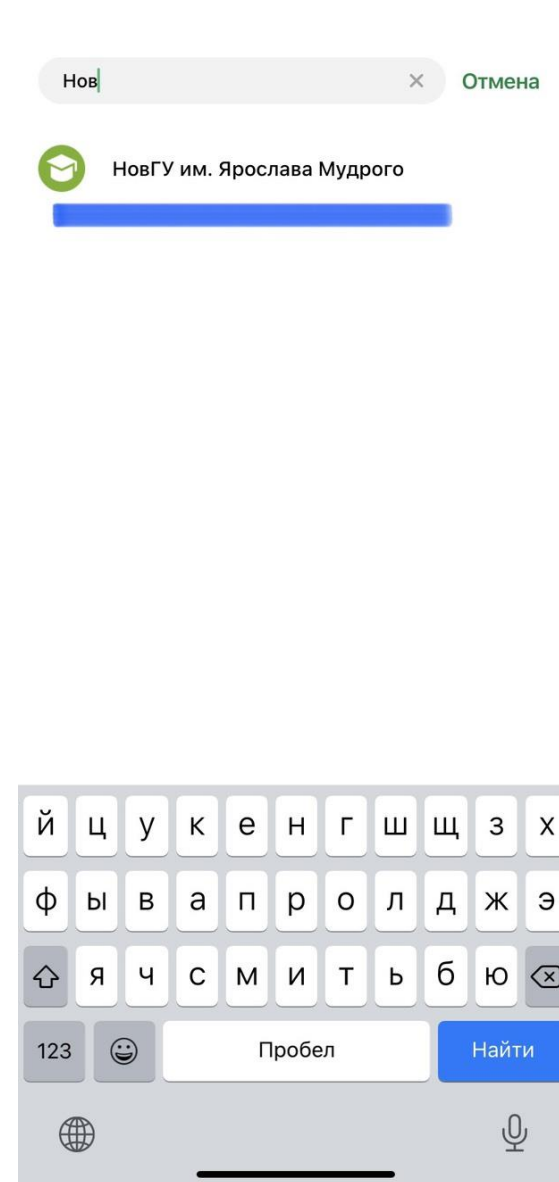 Нов Отмена
НовГУ им. Ярослава Мудрого
й ц у к е н г ш щ з х
ф ы в а п р о л д ж э
я ч с м и т ь б ю
123 Пробел Найти